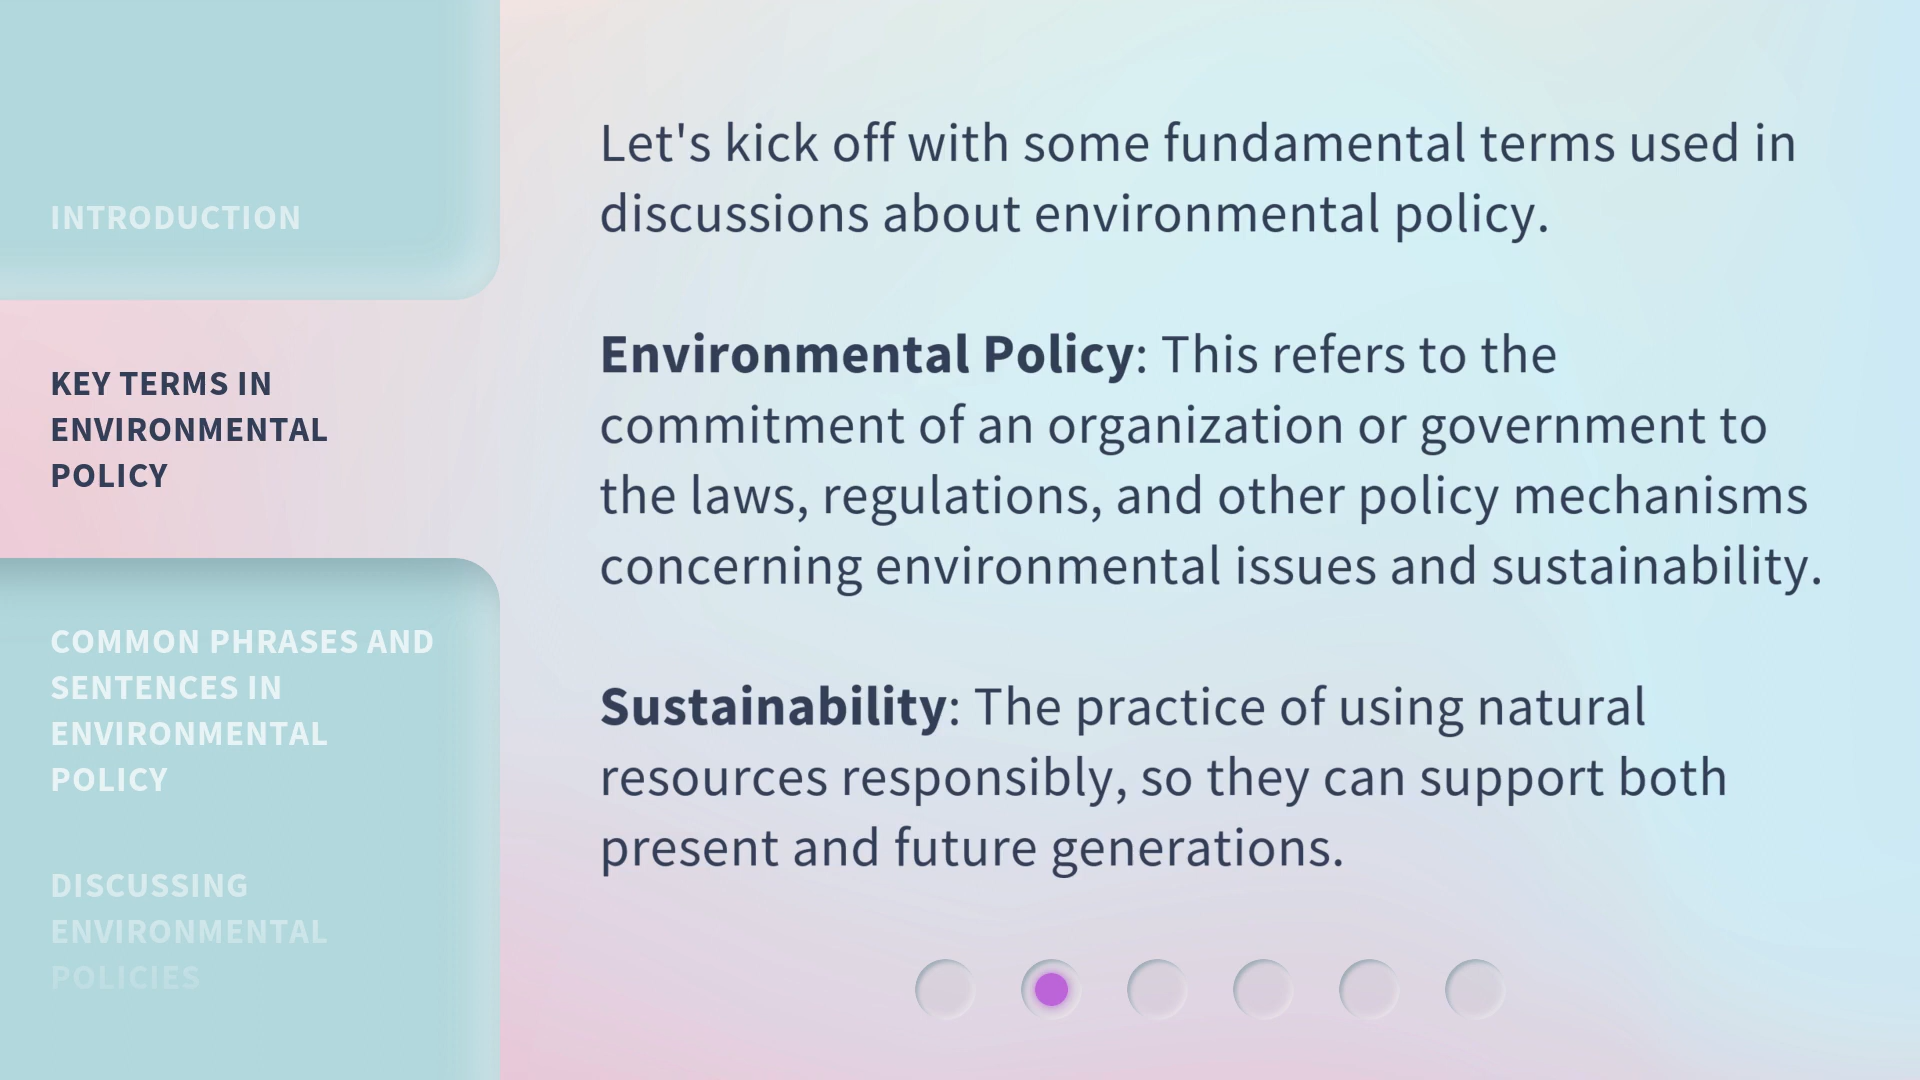 INTRODUCTION
KEY TERMS IN
ENVIRONMENTAL
POLICY
COMMON PHRASES AND
SENTENCES IN
ENVIRONMENTAL
POLICY
DISCUSSING
ENVIRONMENTAL
POLICIES
Let's kick off with some fundamental terms used in
discussions about environmental policy.
Environmental Policy: This refers to the
commitment of an organization or government to
the laws, regulations, and other policy mechanisms
concerning environmental issues and sustainability.
Sustainability: The practice of using natural
resources responsibly, so they can support both
present and future generations.